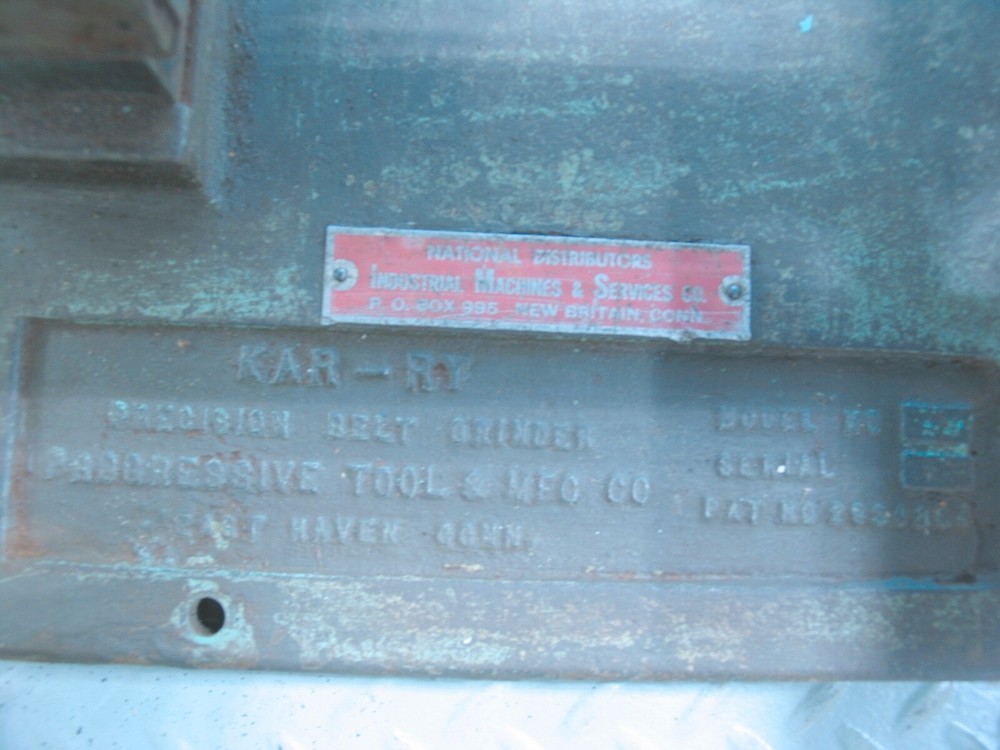 NATIONAL DISTRIBUTORS
INDUSTRIAL MACHINES & SERVICES CO.
P. O. BOX 995 NEW BRITAIN, CONN.
KAR-RY
PRECISION BELT GRINDER
PROGRESSIVE TOOL & MFG CO
EAST HAVEN CONN.
MODEL NO
SERIAL
PAT NO